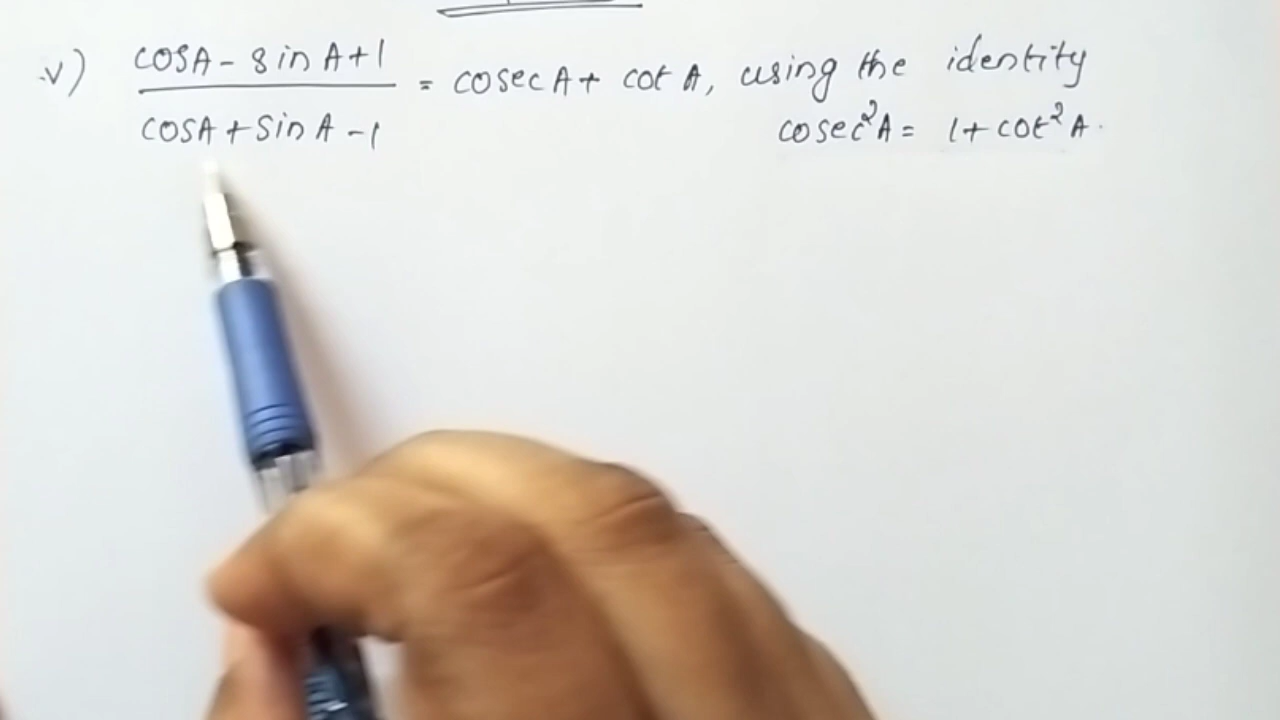 v) cosA - sin A + 1 = cosec A + cot A, using the identity
cosA + sin A - 1 cosec²A = 1 + cot²A.